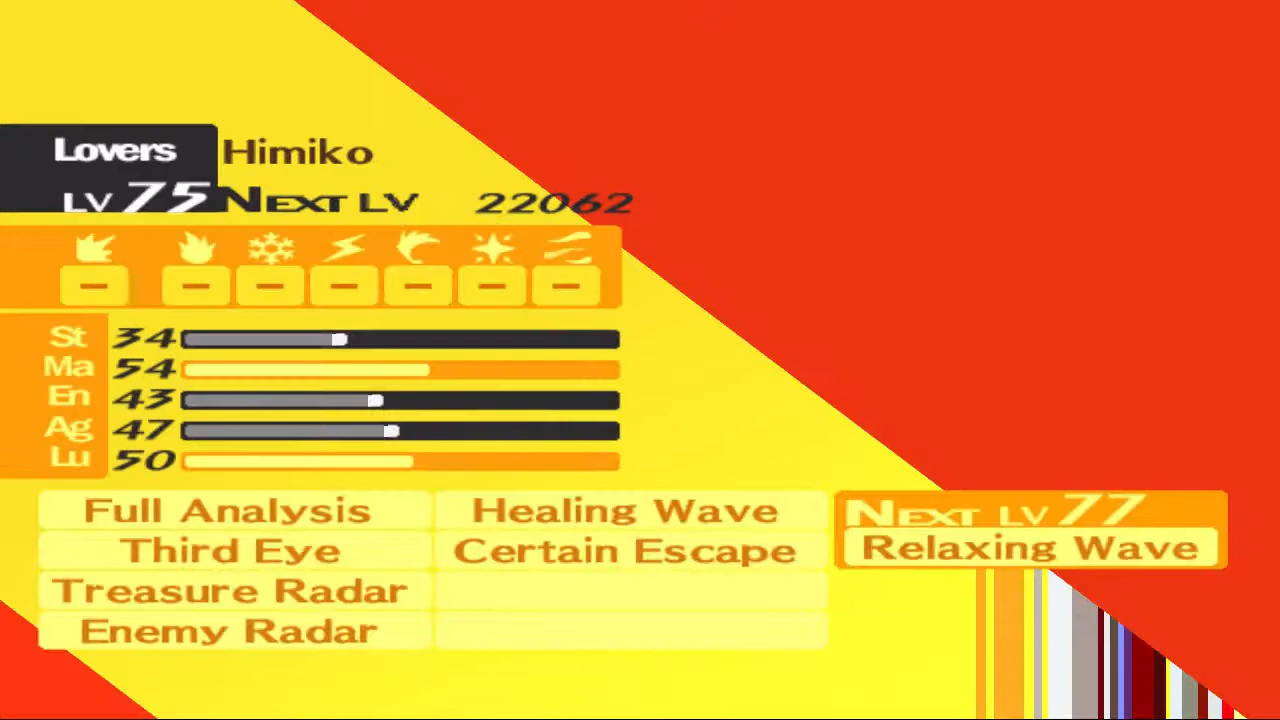 Lovers Himiko
LV 75 NEXT LV 22062
– – – – – – –
St 34
Ma 54
En 43
Ag 47
Lu 50
Full Analysis Healing Wave NEXT LV 77
Third Eye Certain Escape Relaxing Wave
Treasure Radar
Enemy Radar